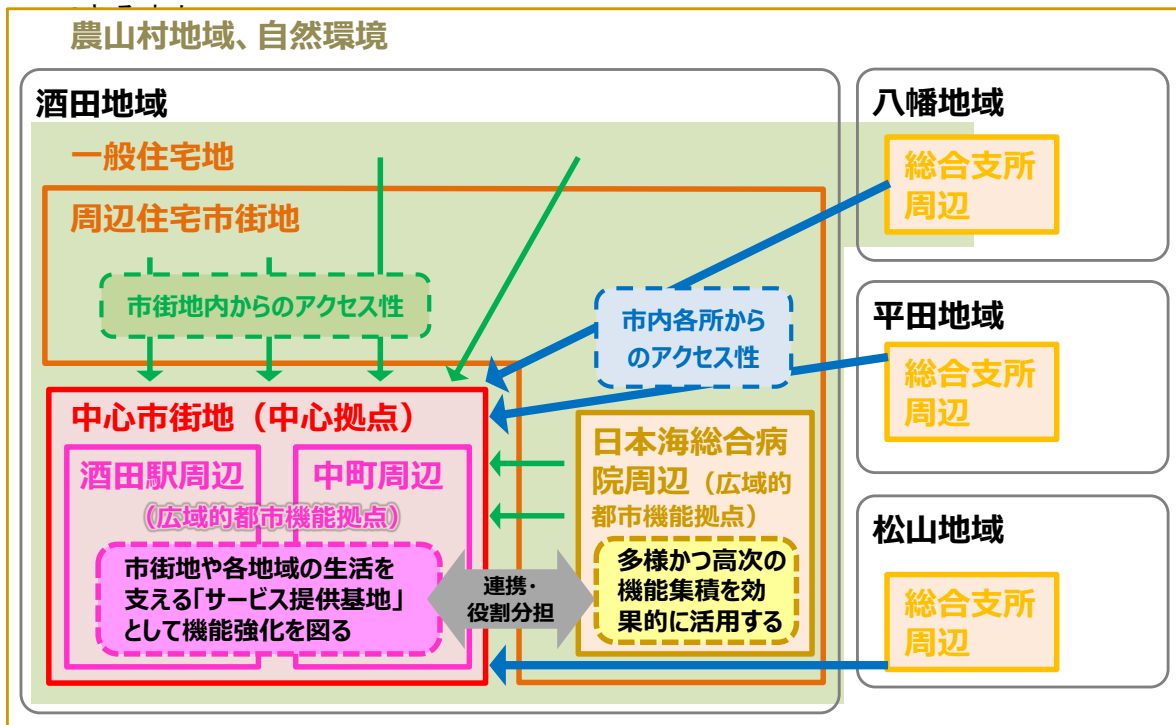 農山村地域、自然環境
酒田地域
一般住宅地
周辺住宅市街地
市街地内からのアクセス性
市内各所から
のアクセス性
中心市街地（中心拠点）
酒田駅周辺
中町周辺
（広域的都市機能拠点）
市街地や各地域の生活を
支える「サービス提供基地」
として機能強化を図る
連携・
役割分担
日本海総合病
院周辺（広域的
都市機能拠点）
多様かつ高次の
機能集積を効
果的に活用する
八幡地域
総合支所
周辺
平田地域
総合支所
周辺
松山地域
総合支所
周辺